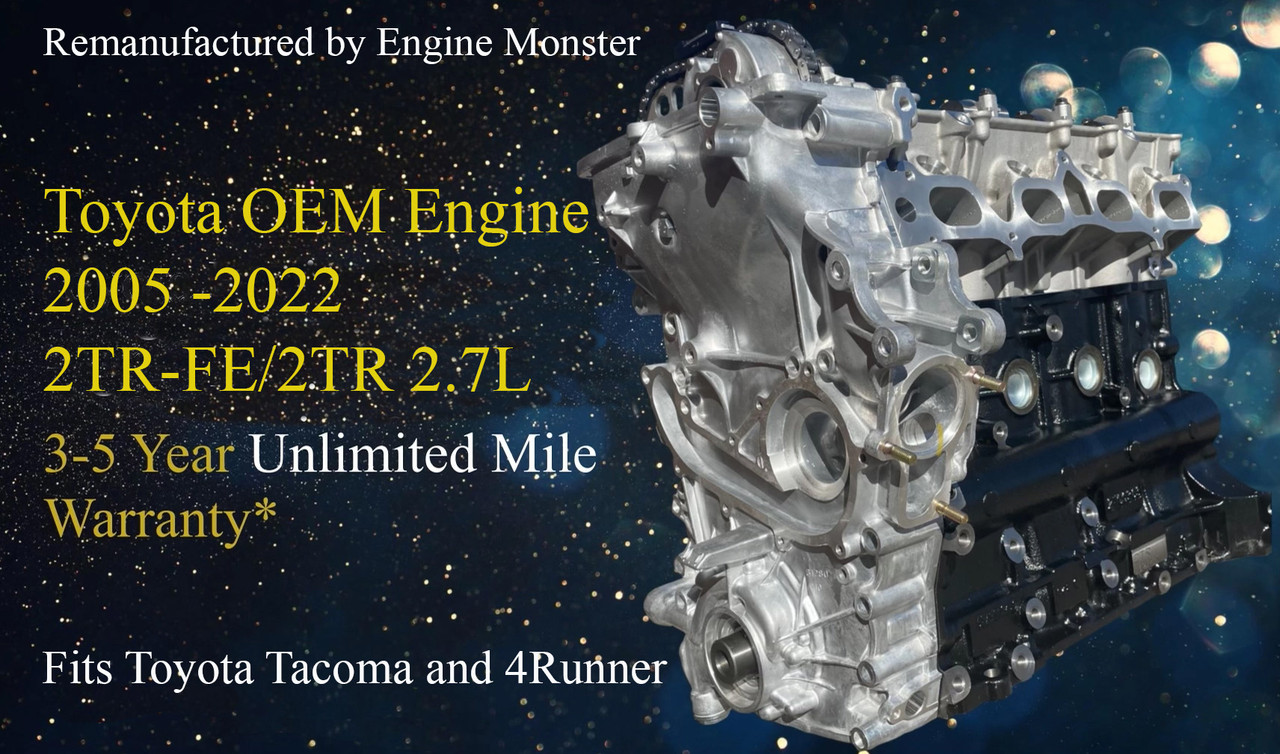 Remanufactured by Engine Monster
Toyota OEM Engine
2005 -2022
2TR-FE/2TR 2.7L
3-5 Year Unlimited Mile
Warranty*
Fits Toyota Tacoma and 4Runner